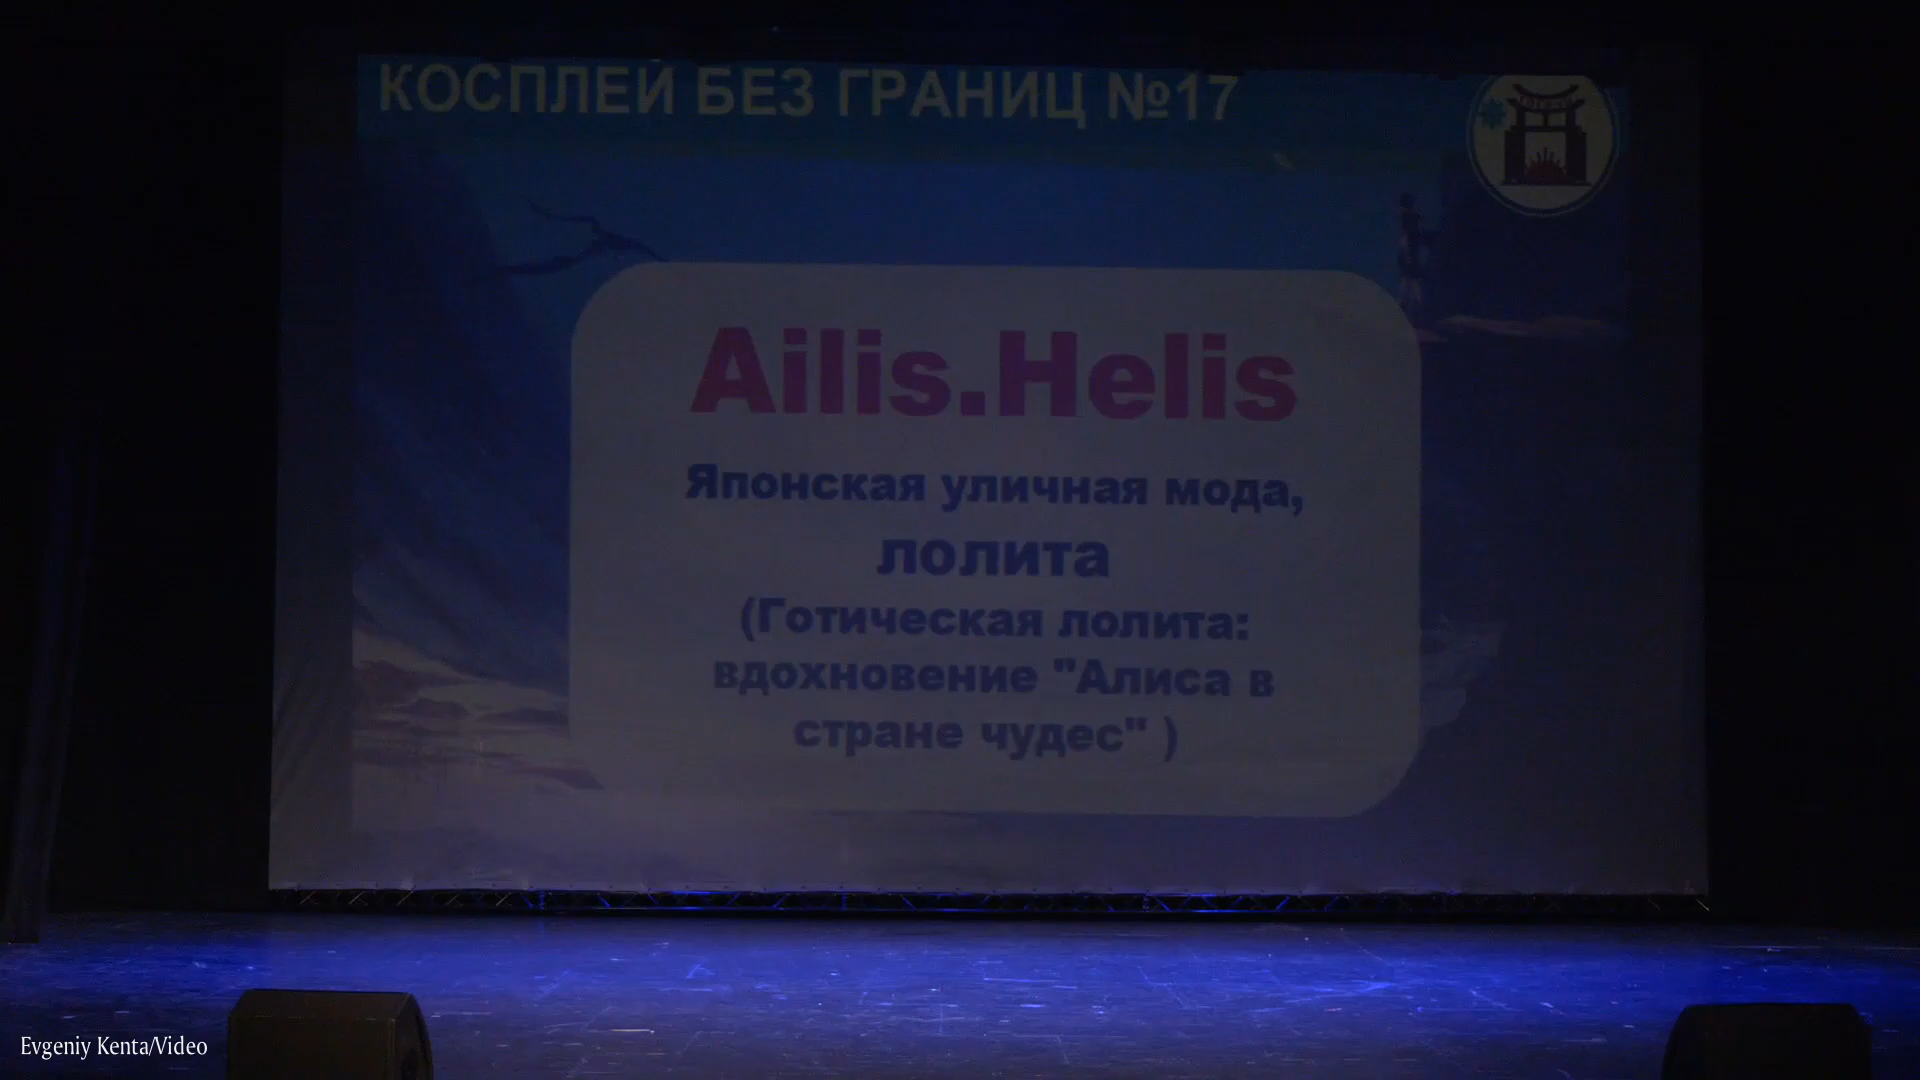 КОСПЛЕЙ БЕЗ ГРАНИЦ №17
Ailis.Helis
Японская уличная мода,
лолита
(Готическая лолита:
вдохновение "Алиса в
стране чудес" )
Evgeniy Kenta/Video